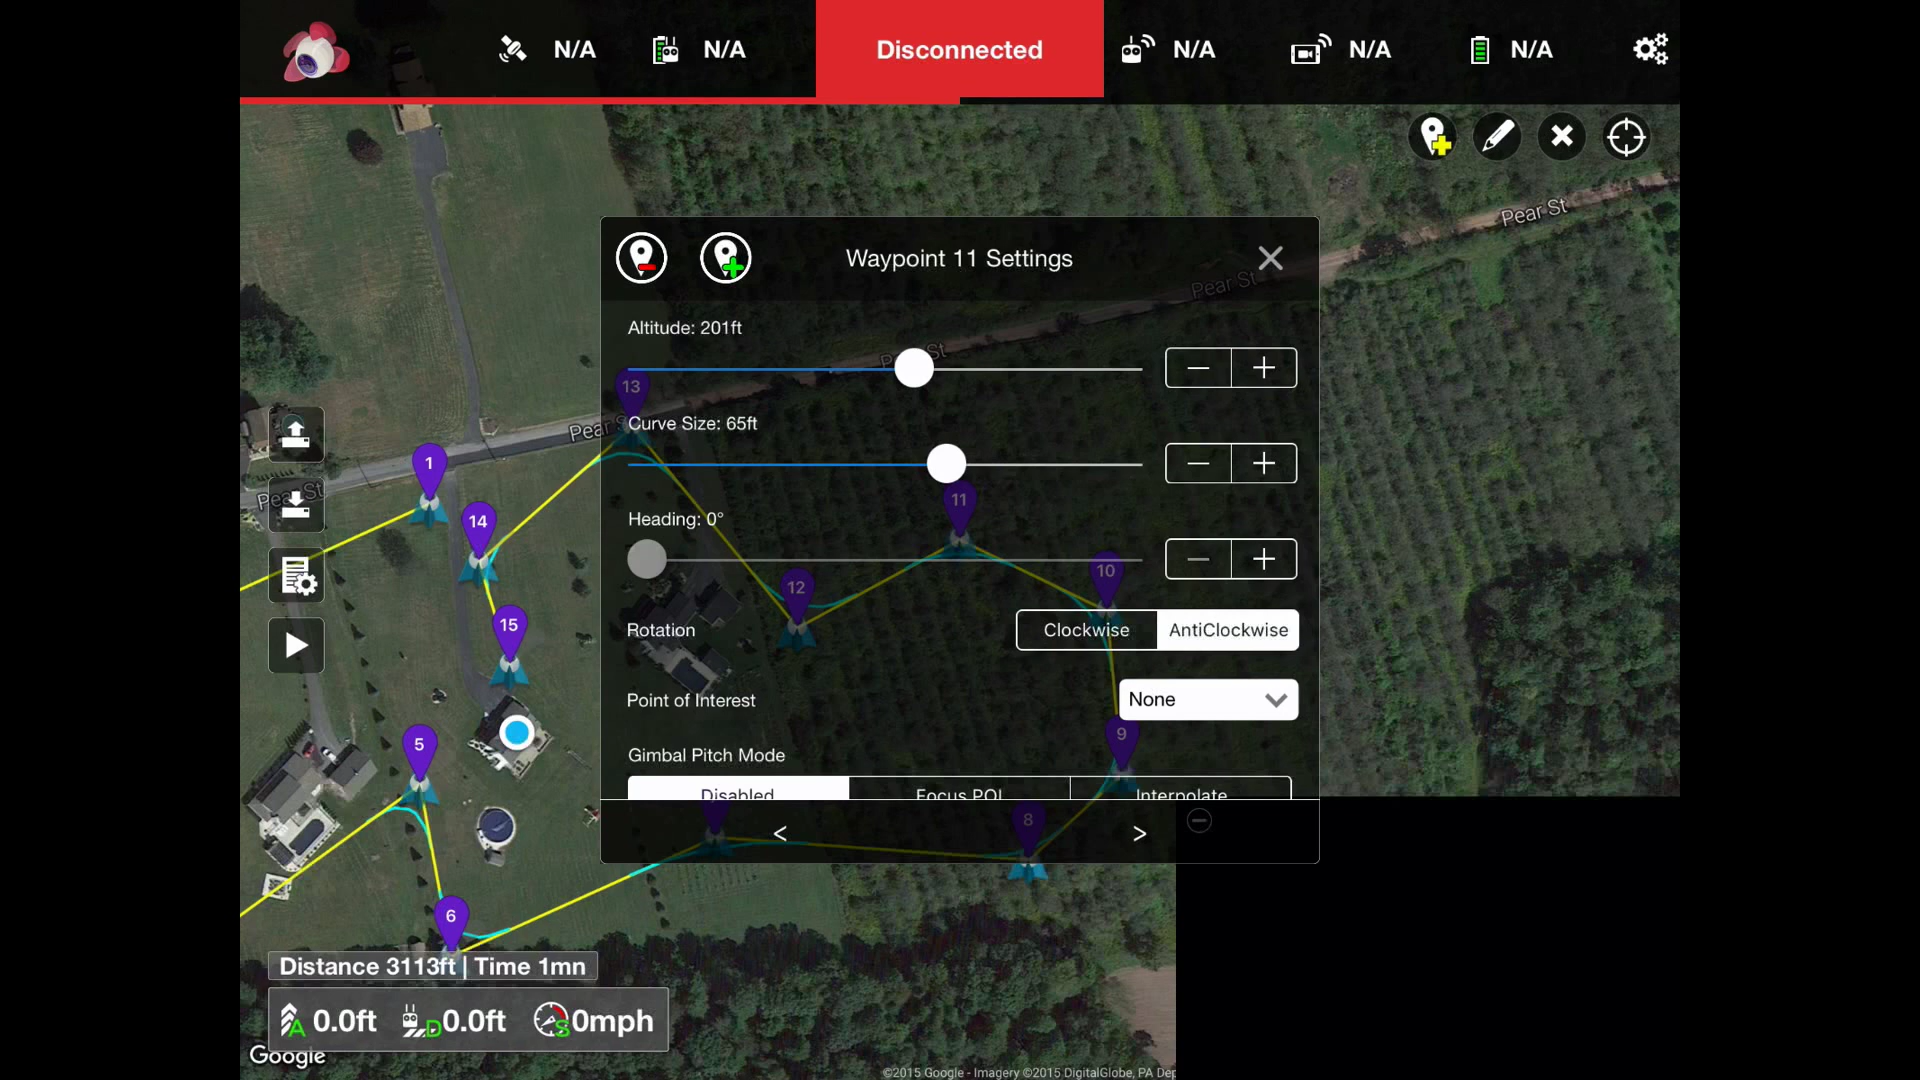 N/A
N/A
Disconnected
N/A
N/A
N/A
Pear St
Waypoint 11 Settings
Pear St
Altitude: 201ft
Pear St
13
Curve Size: 65ft
Pear S
1
Pear St
11
14
Heading: 0°
10
12
15
Rotation
Clockwise
AntiClockwise
Point of Interest
None
9
5
Gimbal Pitch Mode
Disabled
Focus POI
Interpolate
8
<
>
6
Distance 3113ft | Time 1mn
A 0.0ft
D 0.0ft
S 0mph
Google
©2015 Google - Imagery ©2015 DigitalGlobe, PA Dep